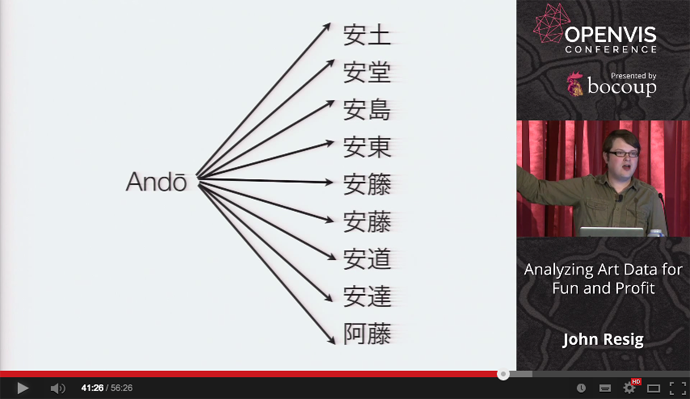 Andō
安土
安堂
安島
安東
安籐
安藤
安道
安達
阿藤
OPENVIS
CONFERENCE
Presented by
bocoup
Analyzing Art Data for
Fun and Profit
John Resig
41:26 / 56:26
HD